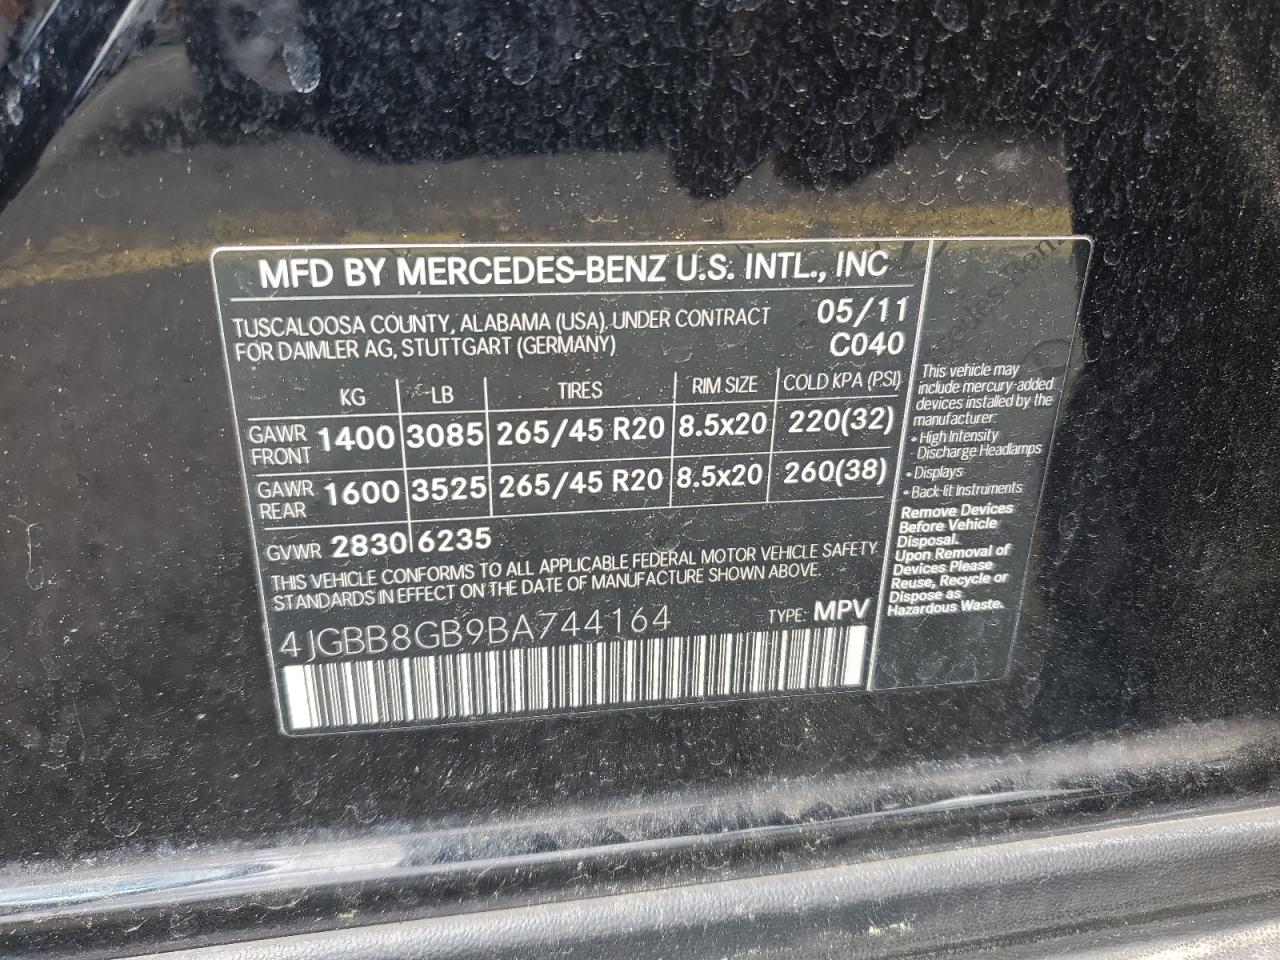 MFD BY MERCEDES-BENZ U.S. INTL., INC
TUSCALOOSA COUNTY, ALABAMA (USA), UNDER CONTRACT 05/11
FOR DAIMLER AG, STUTTGART (GERMANY) C040
KG LB TIRES RIM SIZE COLD KPA (PSI)
GAWR FRONT 1400 3085 265/45 R20 8.5x20 220(32)
GAWR REAR 1600 3525 265/45 R20 8.5x20 260(38)
GVWR 2830 6235
THIS VEHICLE CONFORMS TO ALL APPLICABLE FEDERAL MOTOR VEHICLE SAFETY
STANDARDS IN EFFECT ON THE DATE OF MANUFACTURE SHOWN ABOVE.
4JGBB8GB9BA744164 TYPE: MPV
This vehicle may
include mercury-added
devices installed by the
manufacturer
• High Intensity
Discharge Headlamps
• Displays
• Back-lit Instruments
Remove Devices
Before Vehicle
Disposal.
Upon Removal of
Devices Please
Reuse, Recycle or
Dispose as
Hazardous Waste.
Mercedes-Benz